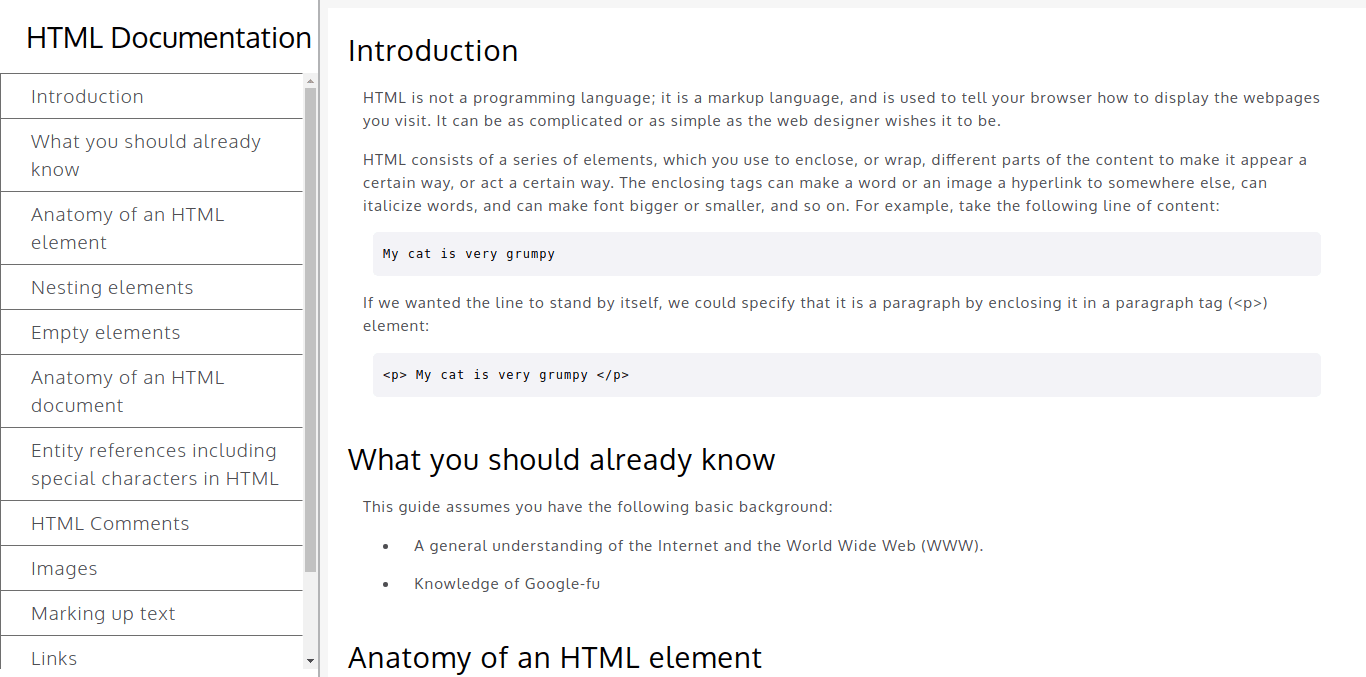 HTML Documentation
Introduction
What you should already
know
Anatomy of an HTML
element
Nesting elements
Empty elements
Anatomy of an HTML
document
Entity references including
special characters in HTML
HTML Comments
Images
Marking up text
Links
Introduction
HTML is not a programming language; it is a markup language, and is used to tell your browser how to display the webpages
you visit. It can be as complicated or as simple as the web designer wishes it to be.
HTML consists of a series of elements, which you use to enclose, or wrap, different parts of the content to make it appear a
certain way, or act a certain way. The enclosing tags can make a word or an image a hyperlink to somewhere else, can
italicize words, and can make font bigger or smaller, and so on. For example, take the following line of content:
My cat is very grumpy
If we wanted the line to stand by itself, we could specify that it is a paragraph by enclosing it in a paragraph tag (<p>)
element:
<p> My cat is very grumpy </p>
What you should already know
This guide assumes you have the following basic background:
• A general understanding of the Internet and the World Wide Web (WWW).
• Knowledge of Google-fu
Anatomy of an HTML element